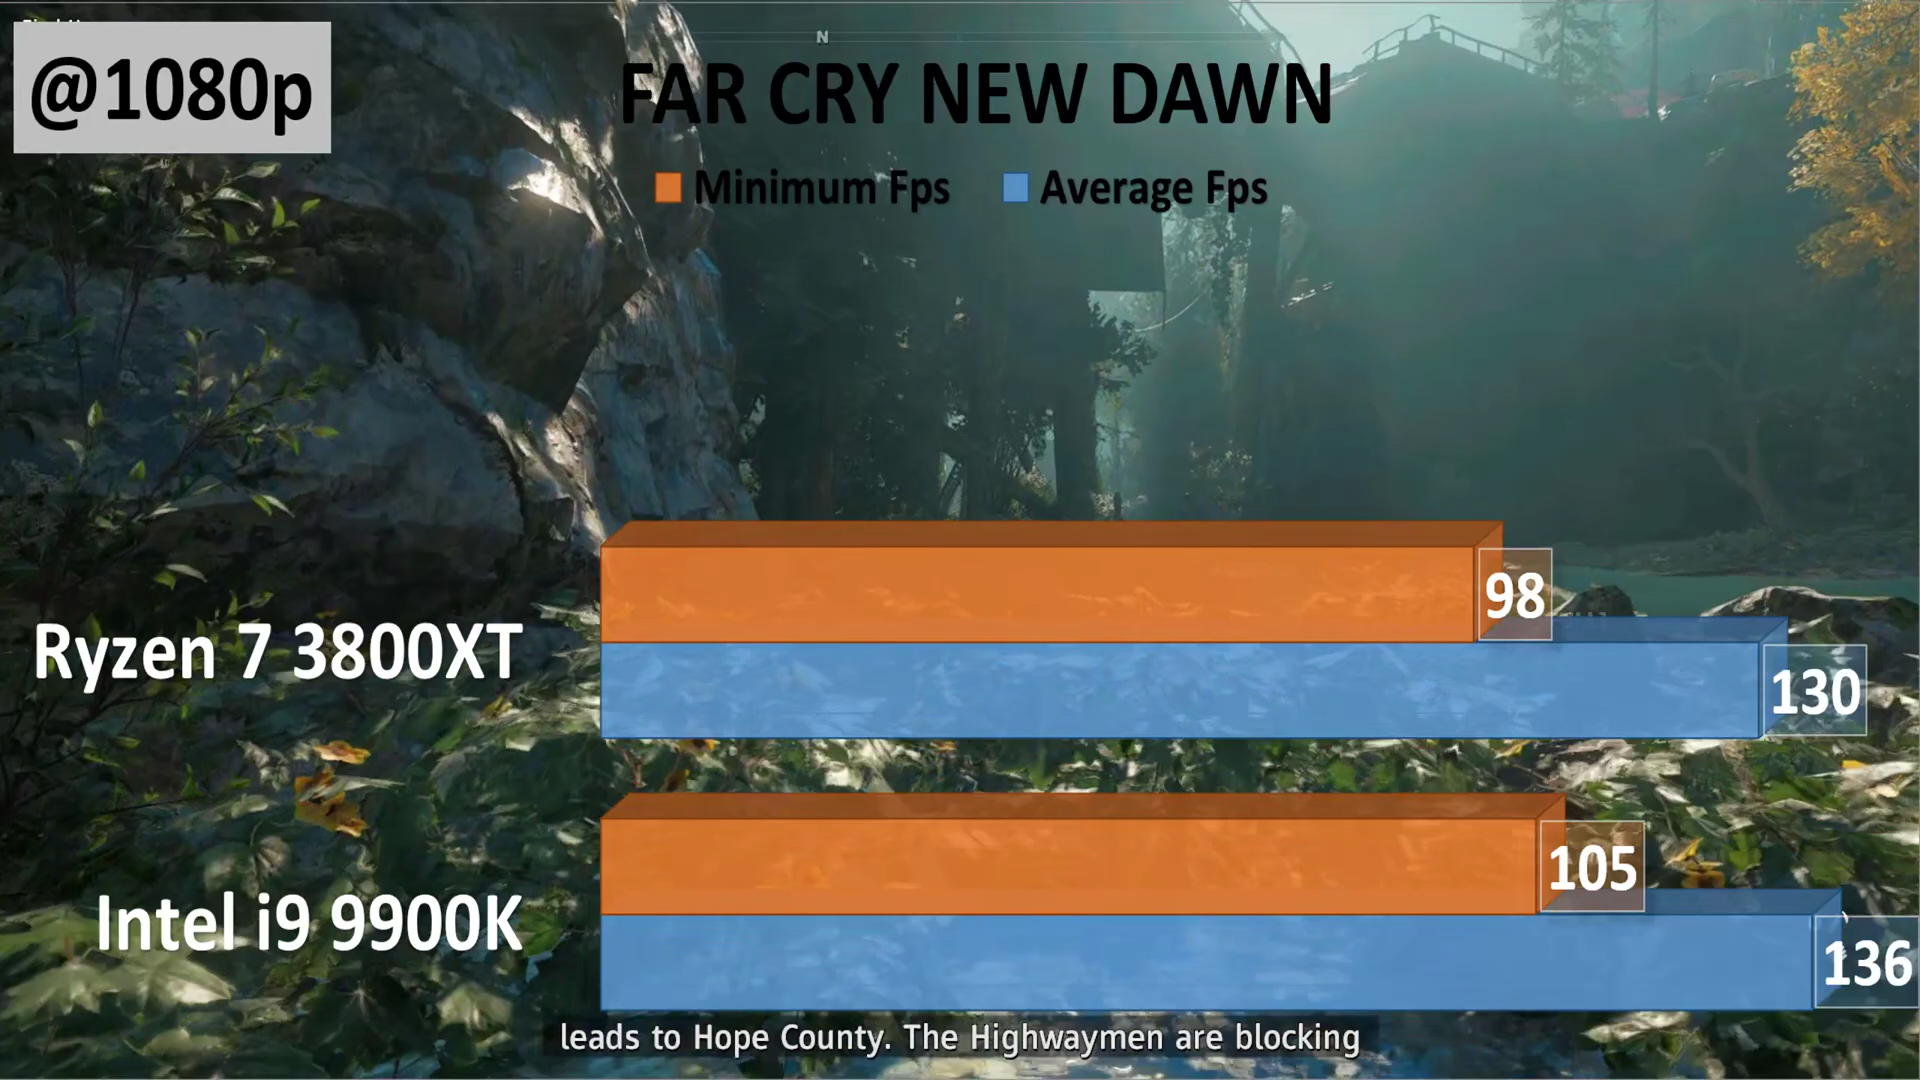 N
@1080p
FAR CRY NEW DAWN
Minimum Fps
Average Fps
98
Ryzen 7 3800XT
130
105
Intel i9 9900K
136
leads to Hope County. The Highwaymen are blocking